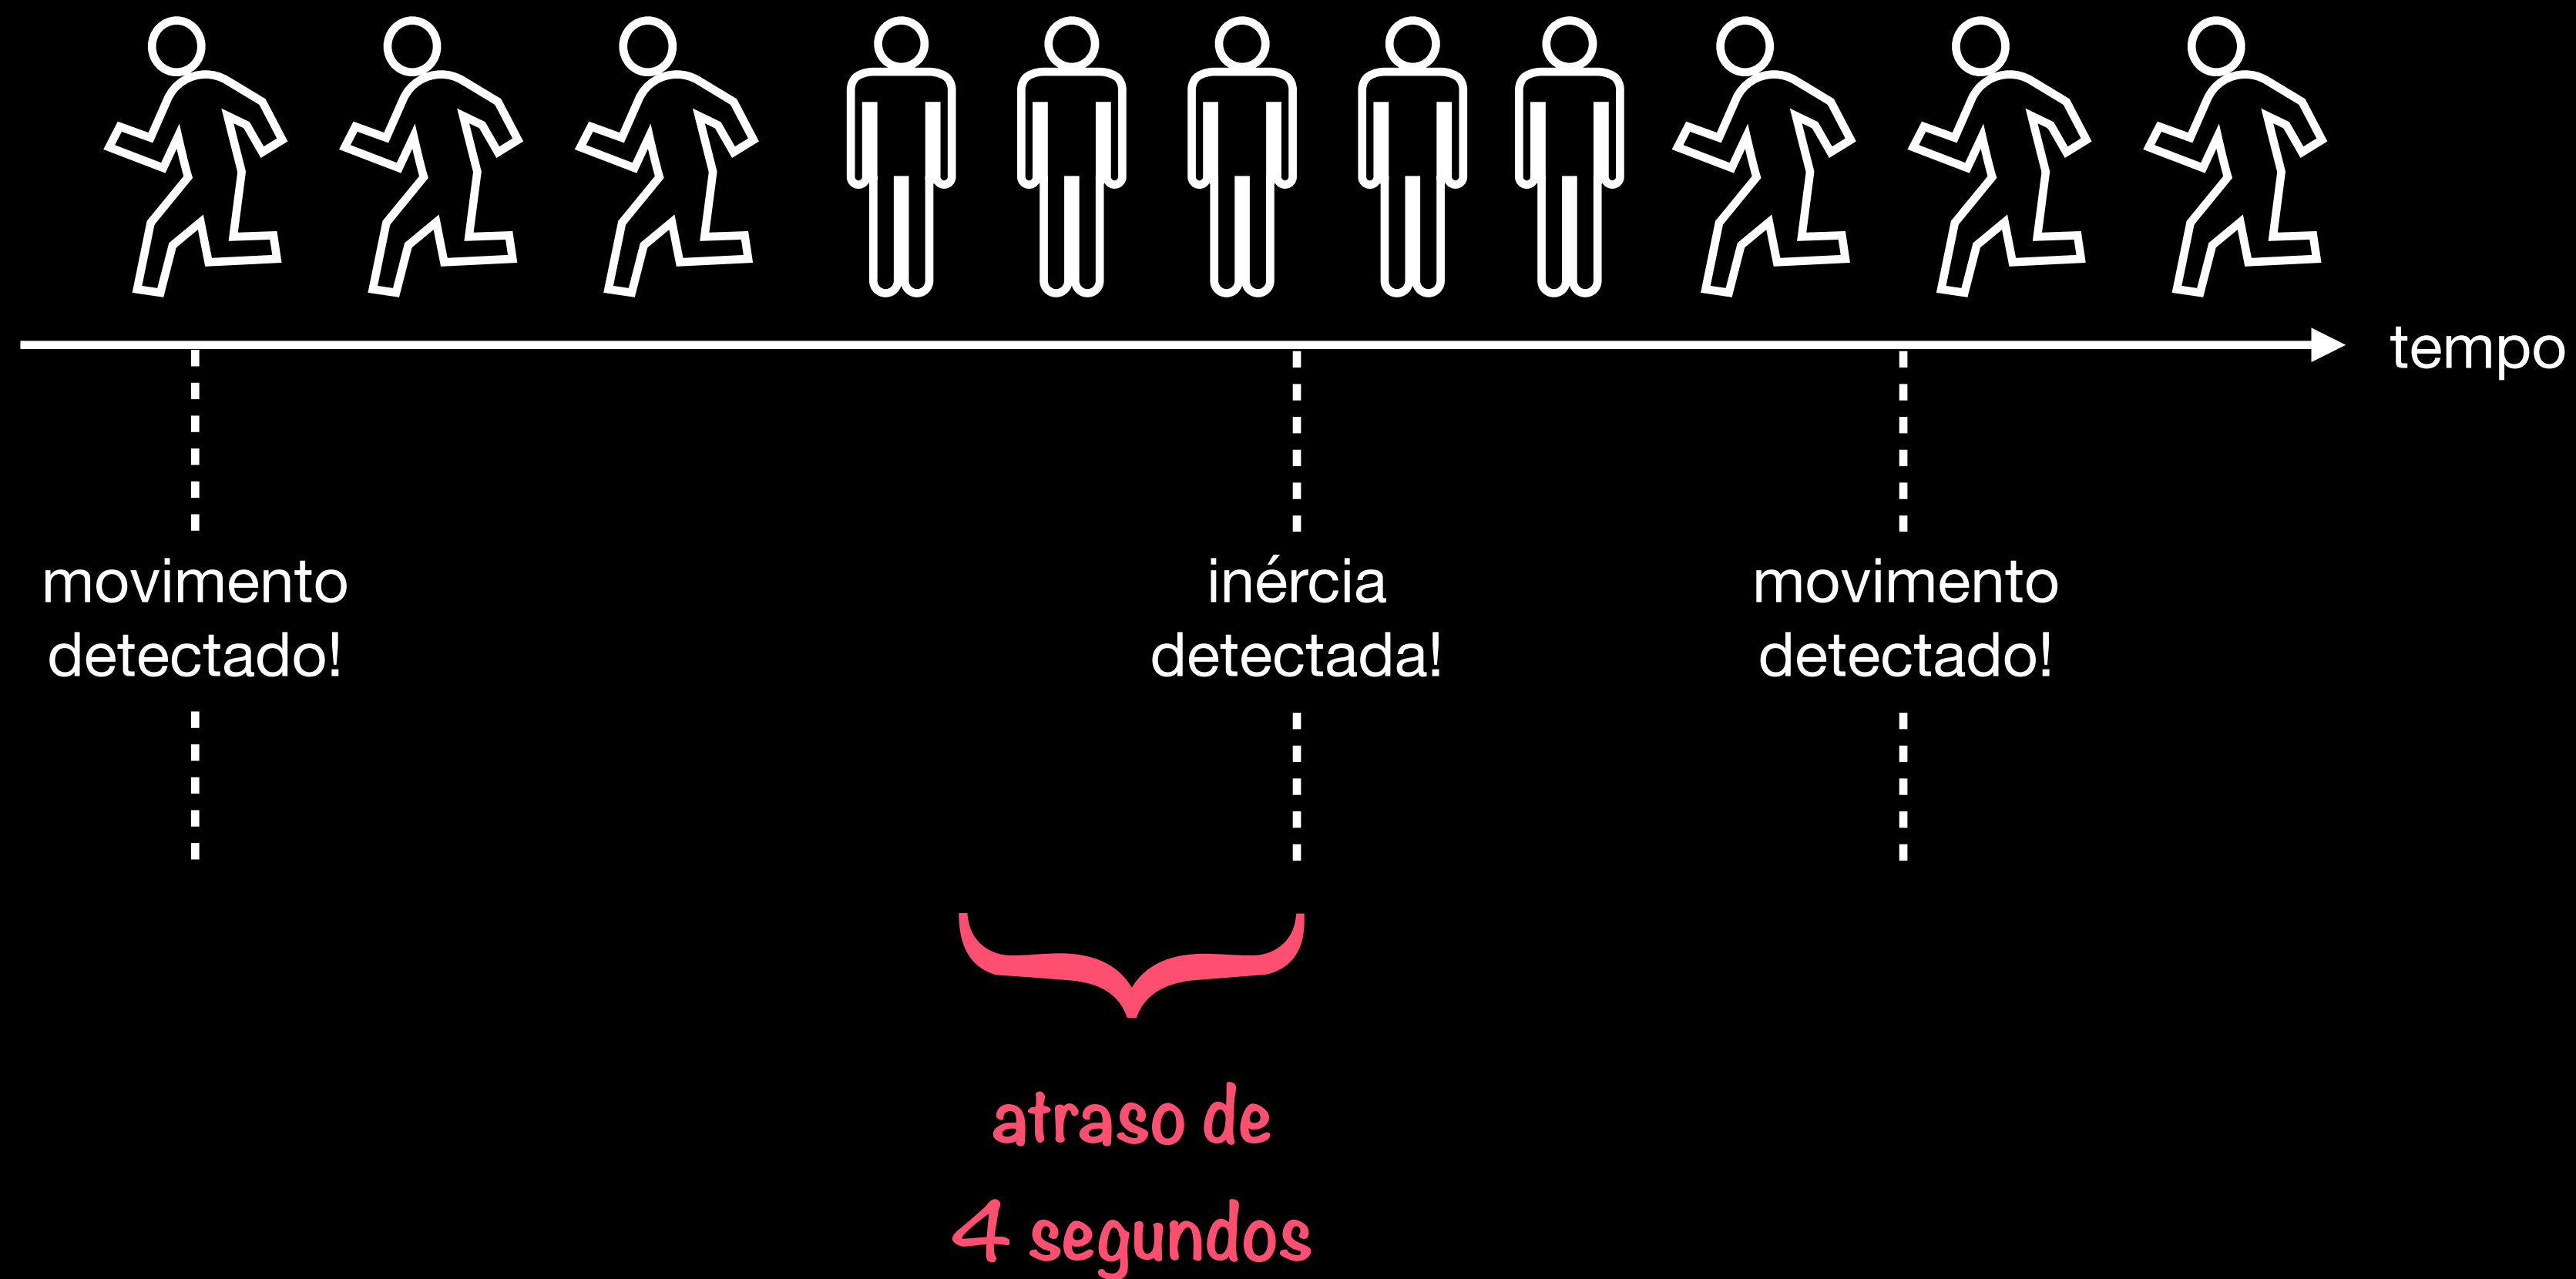 tempo
movimento
detectado!
inércia
detectada!
movimento
detectado!
atraso de
4 segundos